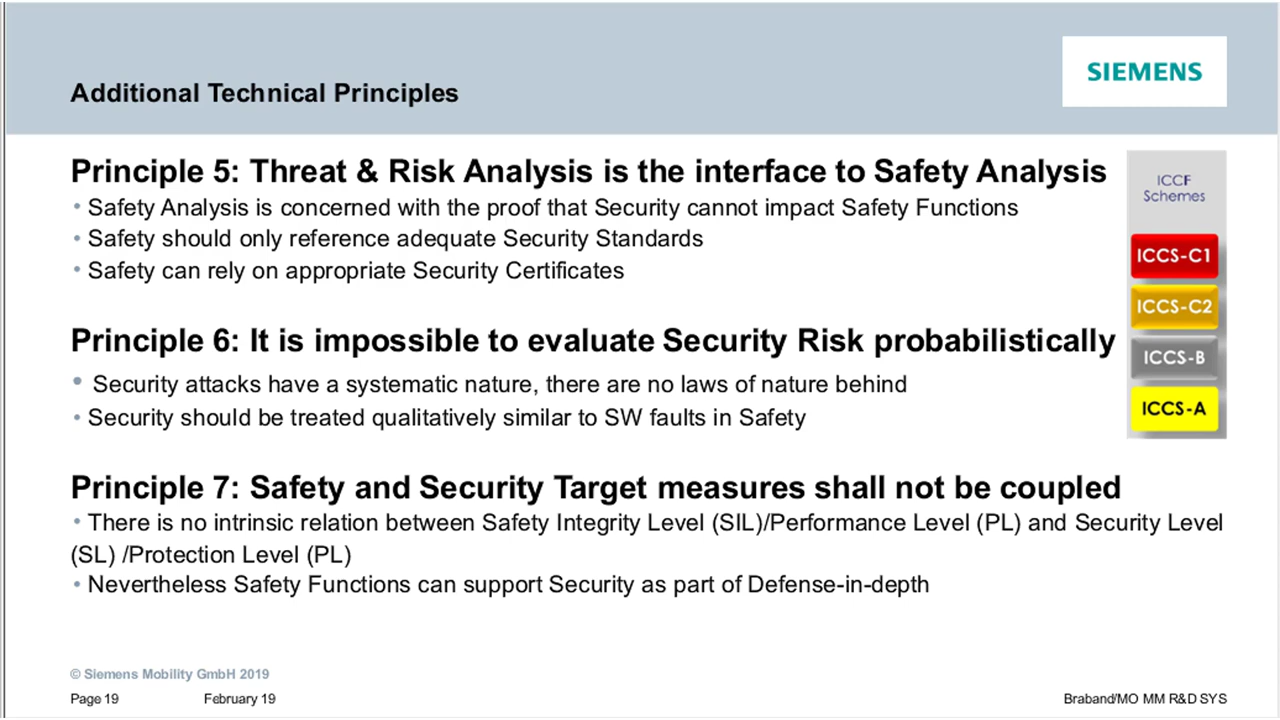 SIEMENS
Additional Technical Principles
Principle 5: Threat & Risk Analysis is the interface to Safety Analysis
• Safety Analysis is concerned with the proof that Security cannot impact Safety Functions
• Safety should only reference adequate Security Standards
• Safety can rely on appropriate Security Certificates
Principle 6: It is impossible to evaluate Security Risk probabilistically
• Security attacks have a systematic nature, there are no laws of nature behind
• Security should be treated qualitatively similar to SW faults in Safety
Principle 7: Safety and Security Target measures shall not be coupled
• There is no intrinsic relation between Safety Integrity Level (SIL)/Performance Level (PL) and Security Level
(SL) /Protection Level (PL)
• Nevertheless Safety Functions can support Security as part of Defense-in-depth
ICCF
Schemes
ICCS-C1
ICCS-C2
ICCS-B
ICCS-A
© Siemens Mobility GmbH 2019
Page 19 February 19 Braband/MO MM R&D SYS